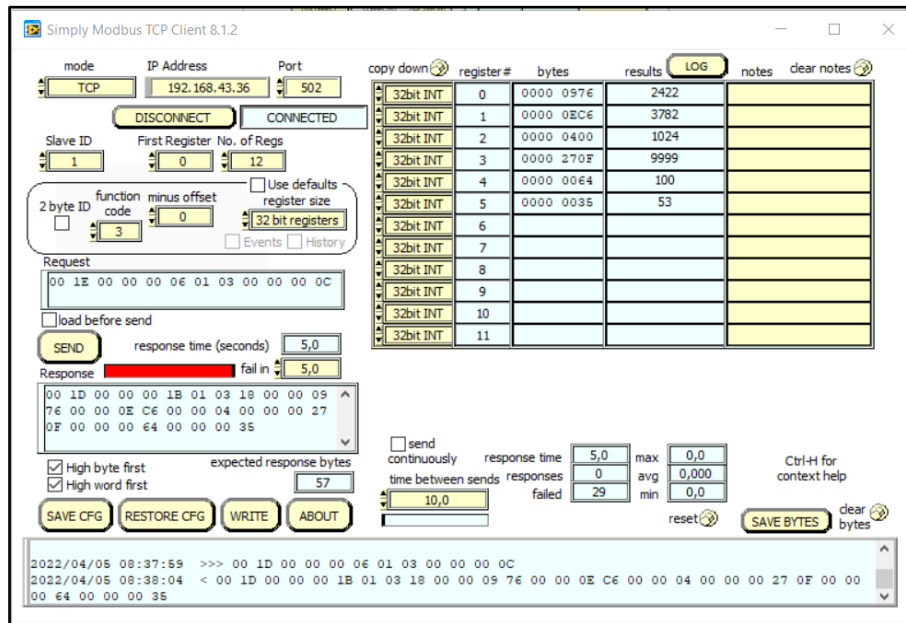 Simply Modbus TCP Client 8.1.2
mode IP Address Port
TCP 192.168.43.36 502
DISCONNECT CONNECTED
Slave ID First Register No. of Regs
1 0 12
Use defaults
2 byte ID function code minus offset register size
3 0 32 bit registers
Events History
Request
00 1E 00 00 00 06 01 03 00 00 00 0C
load before send
SEND response time (seconds) 5,0
Response fail in 5,0
00 1D 00 00 00 1B 01 03 18 00 00 09
76 00 00 0E C6 00 00 04 00 00 00 27
0F 00 00 00 64 00 00 00 35
High byte first expected response bytes
High word first 57
SAVE CFG RESTORE CFG WRITE ABOUT
copy down register# bytes results LOG notes clear notes
32bit INT 0 0000 0976 2422
32bit INT 1 0000 0EC6 3782
32bit INT 2 0000 0400 1024
32bit INT 3 0000 270F 9999
32bit INT 4 0000 0064 100
32bit INT 5 0000 0035 53
32bit INT 6
32bit INT 7
32bit INT 8
32bit INT 9
32bit INT 10
32bit INT 11
send
continuously response time 5,0 max 0,0
time between sends responses 0 avg 0,000
10,0 failed 29 min 0,0
reset
Ctrl-H for
context help
SAVE BYTES clear
bytes
2022/04/05 08:37:59 >>> 00 1D 00 00 00 06 01 03 00 00 00 0C
2022/04/05 08:38:04 < 00 1D 00 00 00 1B 01 03 18 00 00 09 76 00 00 0E C6 00 00 04 00 00 00 27 0F 00 00
00 64 00 00 00 35